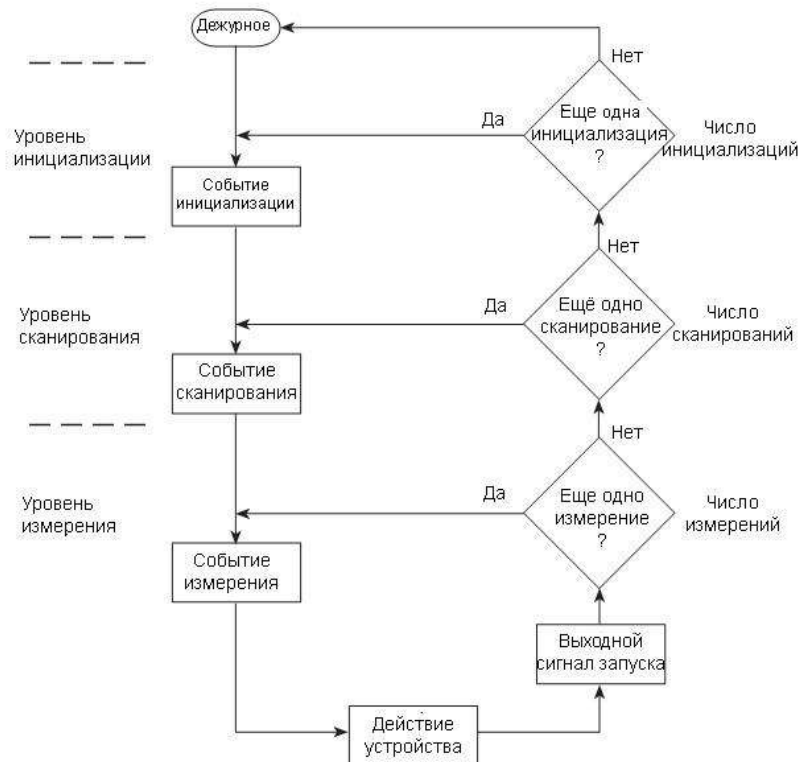 Дежурное
Нет
Уровень
инициализации
Да
Еще одна
инициализация
?
Число
инициализаций
Событие
инициализации
Нет
Уровень
сканирования
Да
Ещё одно
сканирование
?
Число
сканирований
Событие
сканирования
Нет
Уровень
измерения
Да
Еще одно
измерение
?
Число
измерений
Событие
измерения
Выходной
сигнал запуска
Действие
устройства